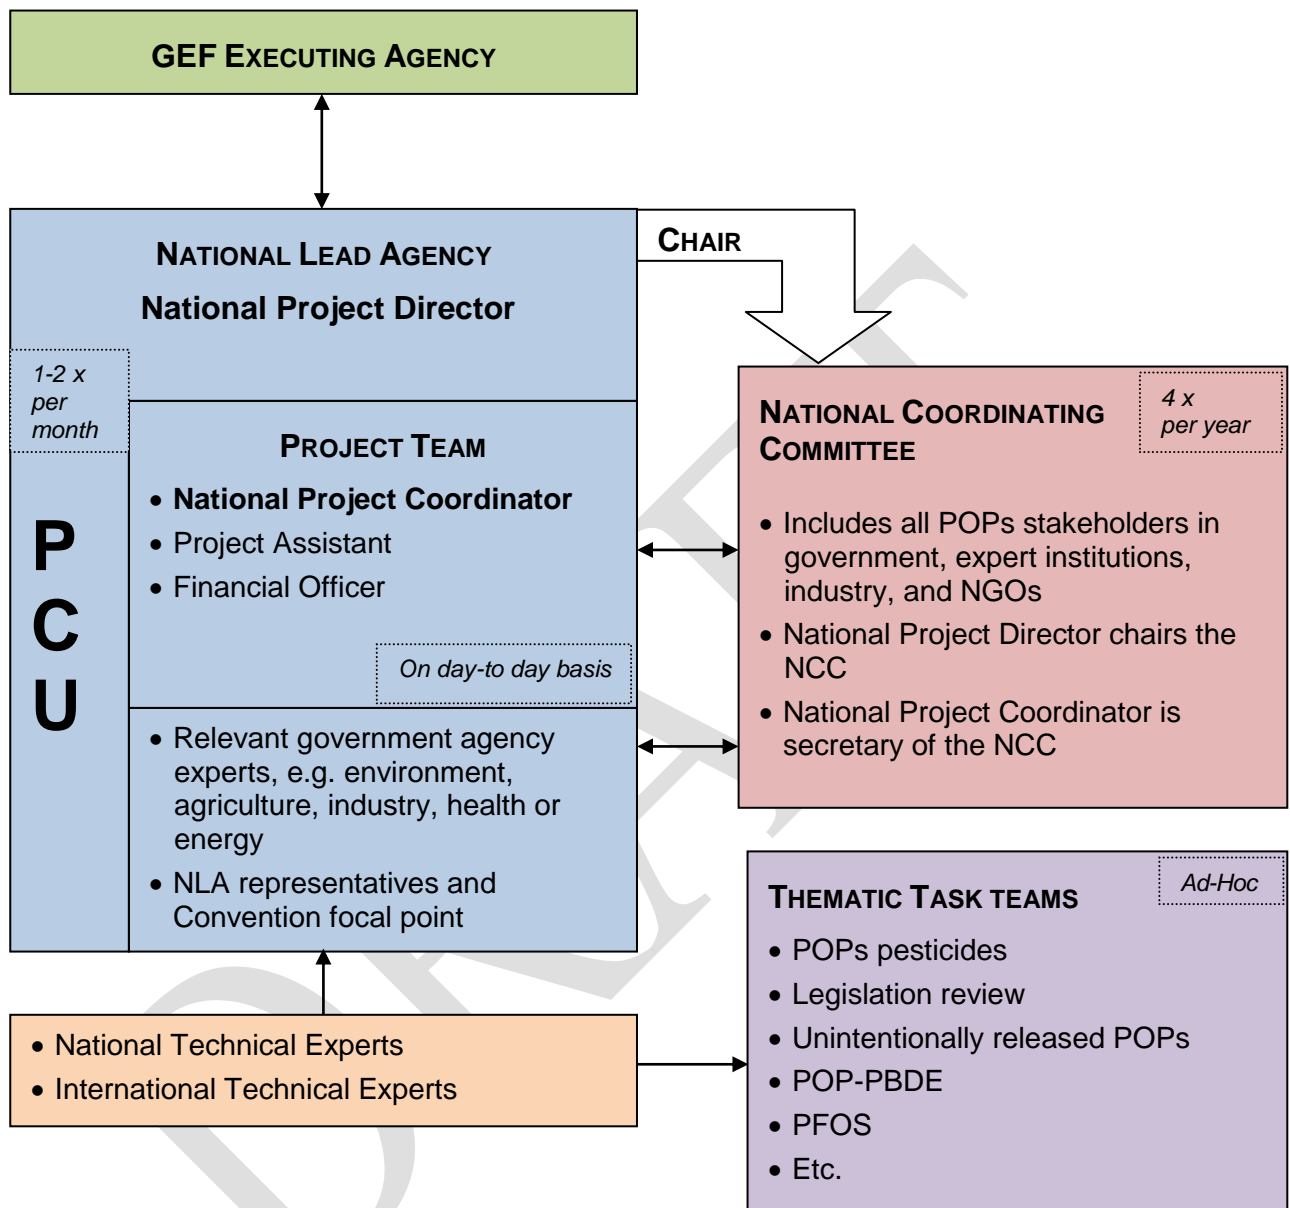 GEF EXECUTING AGENCY
NATIONAL LEAD AGENCY
National Project Director
CHAIR
1-2 x
per
month
P
C
U
PROJECT TEAM
• National Project Coordinator
• Project Assistant
• Financial Officer
On day-to day basis
• Relevant government agency
experts, e.g. environment,
agriculture, industry, health or
energy
• NLA representatives and
Convention focal point
NATIONAL COORDINATING
COMMITTEE
4 x
per year
• Includes all POPs stakeholders in
government, expert institutions,
industry, and NGOs
• National Project Director chairs the
NCC
• National Project Coordinator is
secretary of the NCC
• National Technical Experts
• International Technical Experts
THEMATIC TASK TEAMS
Ad-Hoc
• POPs pesticides
• Legislation review
• Unintentionally released POPs
• POP-PBDE
• PFOS
• Etc.
DRAFT